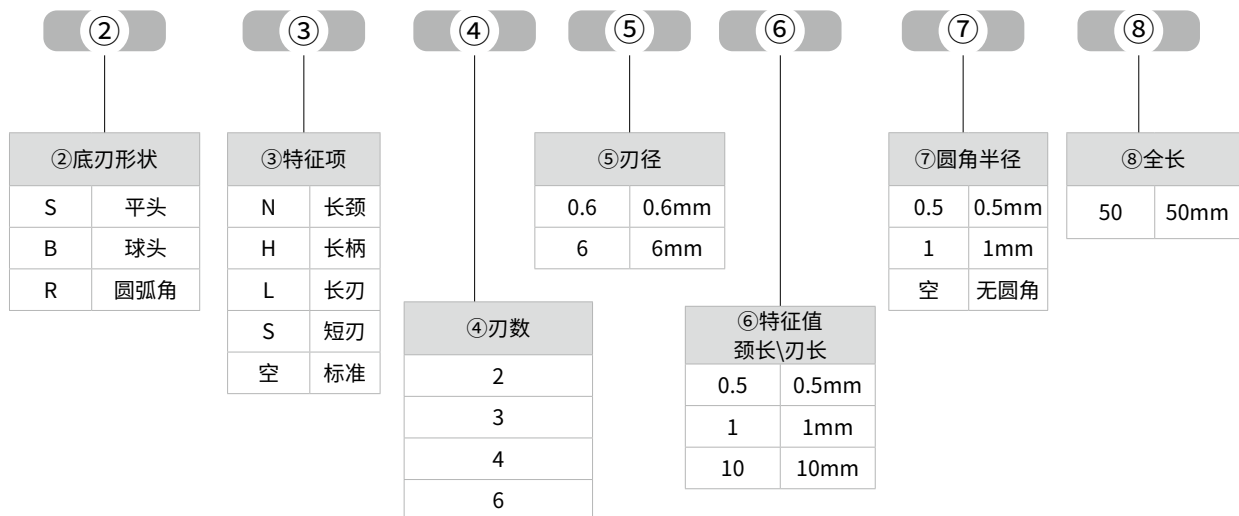 ② ③ ④ ⑤ ⑥ ⑦ ⑧
②底刃形状
S 平头
B 球头
R 圆弧角
③特征项
N 长颈
H 长柄
L 长刃
S 短刃
空 标准
④刃数
2
3
4
6
⑤刃径
0.6 0.6mm
6 6mm
⑥特征值
颈长\刃长
0.5 0.5mm
1 1mm
10 10mm
⑦圆角半径
0.5 0.5mm
1 1mm
空 无圆角
⑧全长
50 50mm